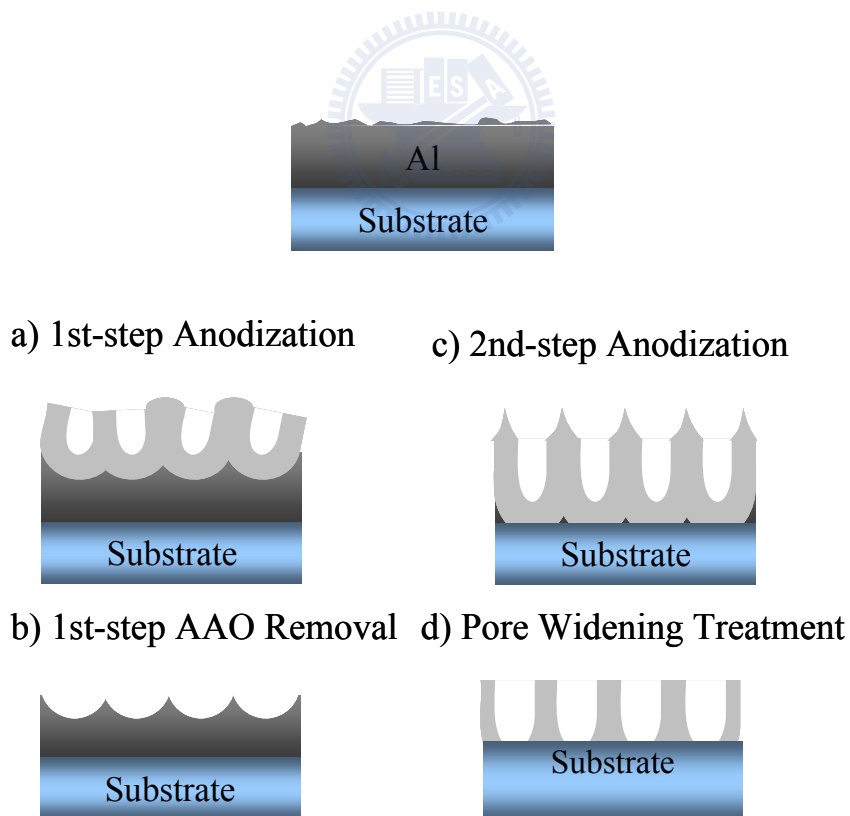 ESA
Al
Substrate
a) 1st-step Anodization
c) 2nd-step Anodization
Substrate
Substrate
b) 1st-step AAO Removal
d) Pore Widening Treatment
Substrate
Substrate